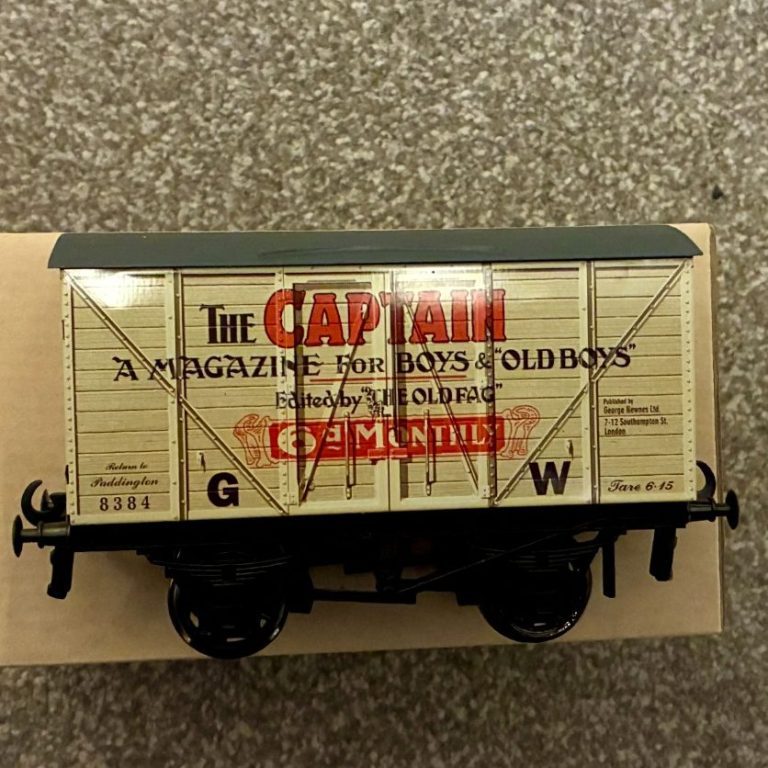 THE CAPTAIN
A MAGAZINE FOR BOYS & "OLD BOYS"
Edited by "THE OLD FAG"
6D MONTHLY
Published by
George Newnes Ltd.
7-12 Southampton St.
London.
Return to
Paddington
8384
G W
Tare 6-15